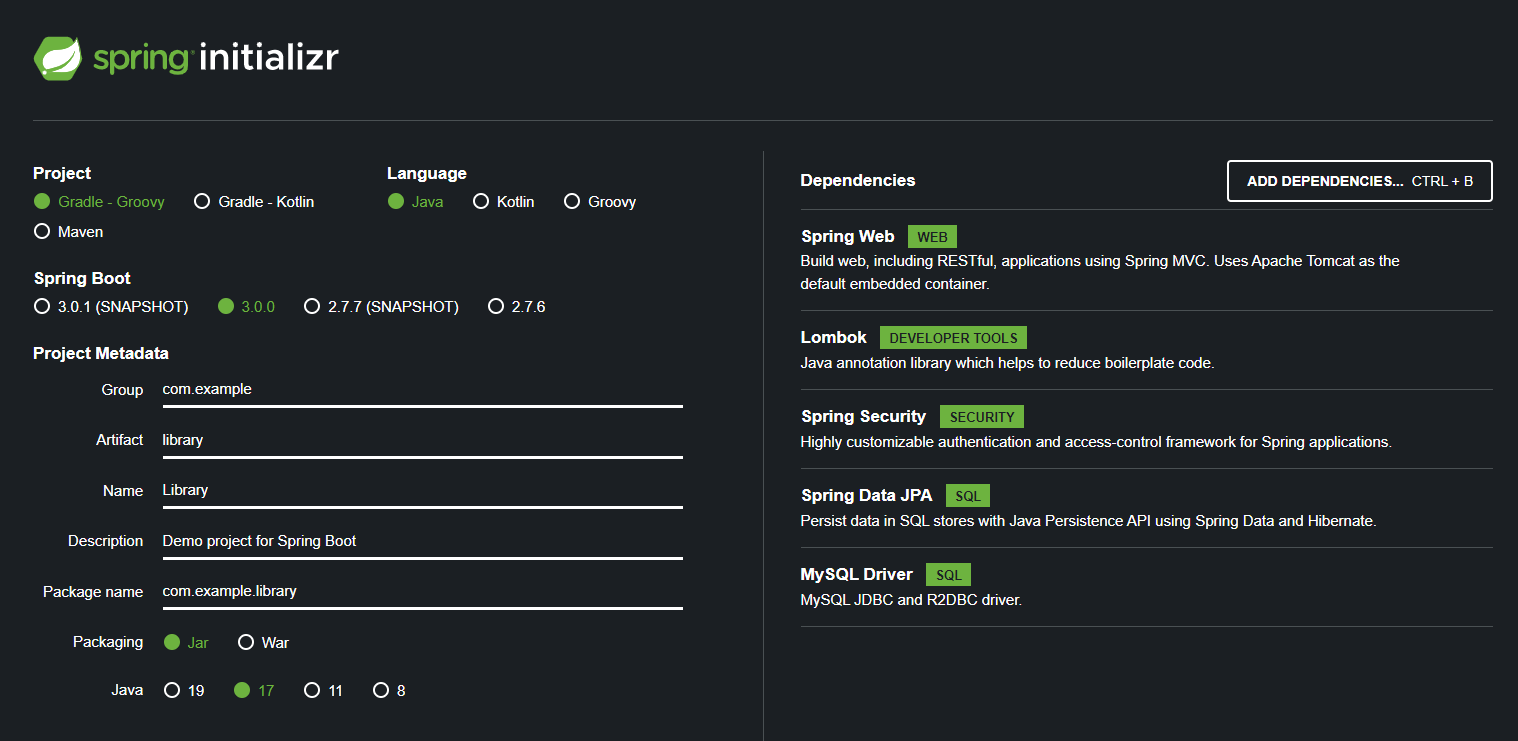 spring initializr
Project
Gradle - Groovy Gradle - Kotlin
Maven
Language
Java Kotlin Groovy
Spring Boot
3.0.1 (SNAPSHOT) 3.0.0 2.7.7 (SNAPSHOT) 2.7.6
Project Metadata
Group com.example
Artifact library
Name Library
Description Demo project for Spring Boot
Package name com.example.library
Packaging Jar War
Java 19 17 11 8
Dependencies
ADD DEPENDENCIES... CTRL + B
Spring Web WEB
Build web, including RESTful, applications using Spring MVC. Uses Apache Tomcat as the
default embedded container.
Lombok DEVELOPER TOOLS
Java annotation library which helps to reduce boilerplate code.
Spring Security SECURITY
Highly customizable authentication and access-control framework for Spring applications.
Spring Data JPA SQL
Persist data in SQL stores with Java Persistence API using Spring Data and Hibernate.
MySQL Driver SQL
MySQL JDBC and R2DBC driver.